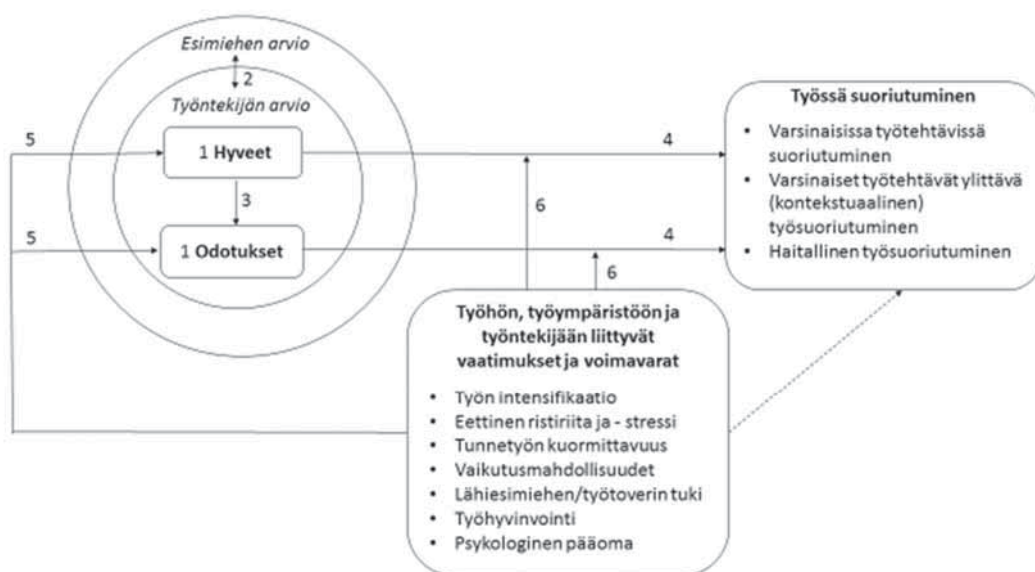 Esimiehen arvio
2
Työntekijän arvio
5
1 Hyveet
4
3
6
5
1 Odotukset
4
6
Työssä suoriutuminen
• Varsinaisissa työtehtävissä
suoriutuminen
• Varsinaiset työtehtävät ylittävä
(kontekstuaalinen)
työsuoriutuminen
• Haitallinen työsuoriutuminen
Työhön, työympäristöön ja
työntekijään liittyvät
vaatimukset ja voimavarat
• Työn intensifikaatio
• Eettinen ristiriita ja - stressi
• Tunnetyön kuormittavuus
• Vaikutusmahdollisuudet
• Lähiesimiehen/työtoverin tuki
• Työhyvinvointi
• Psykologinen pääoma